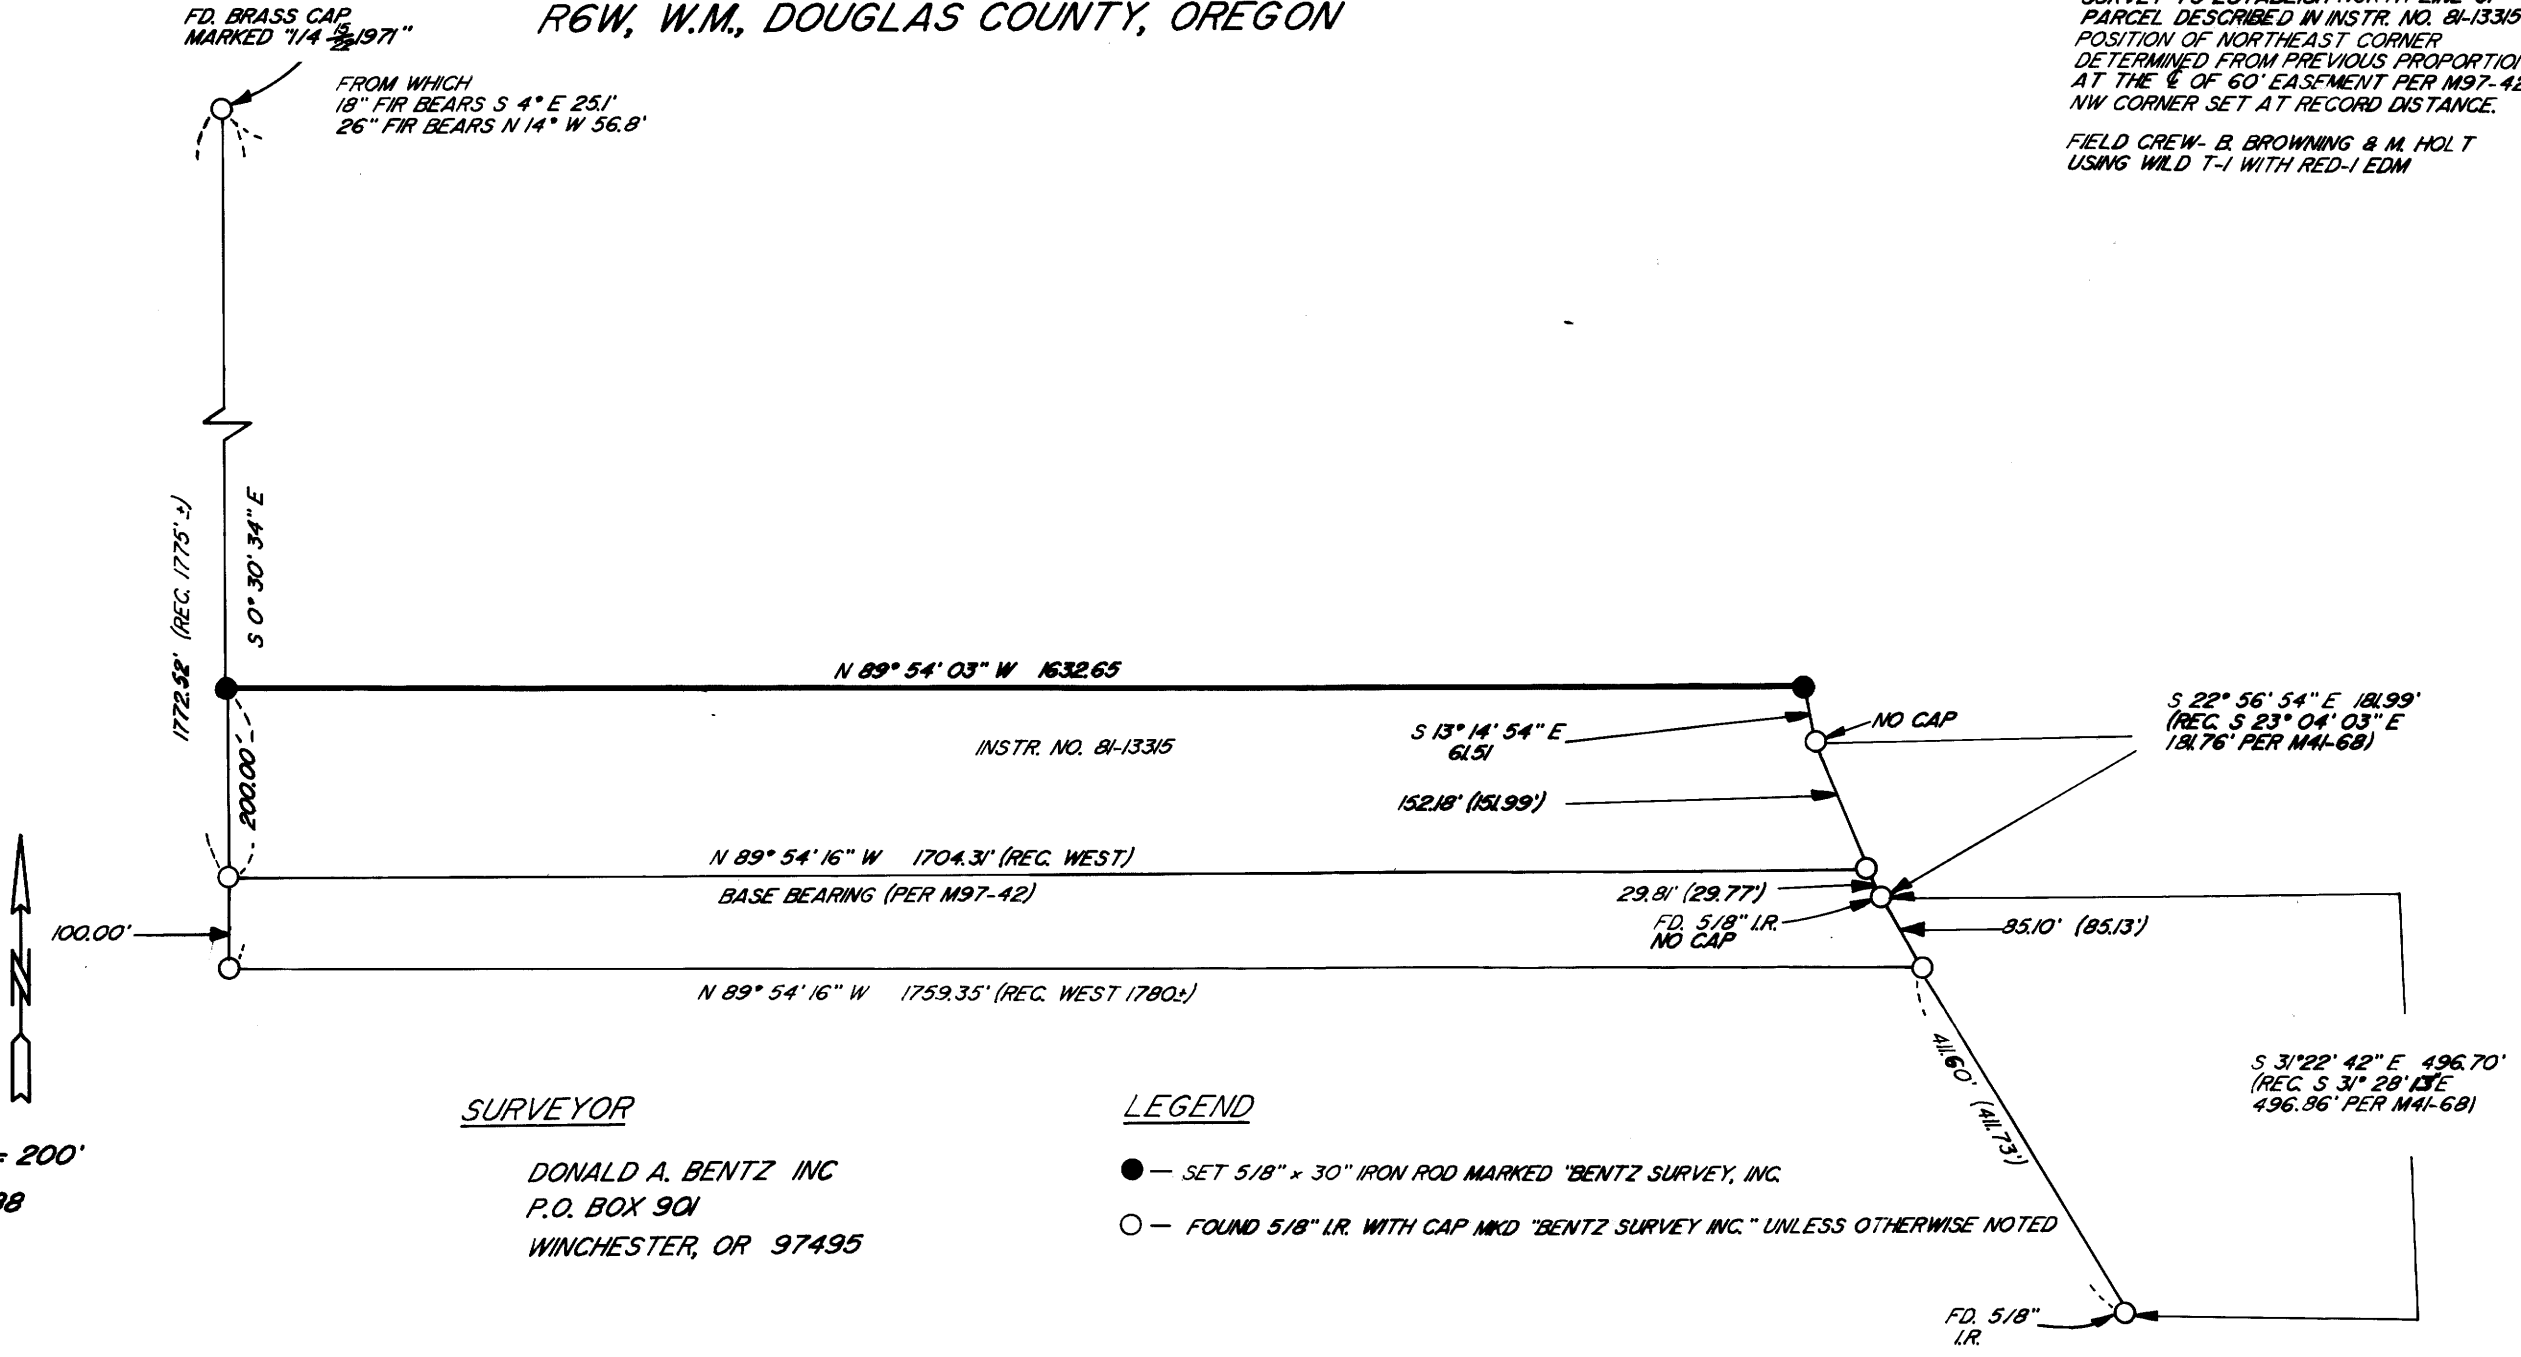 FD. BRASS CAP
MARKED "1/4 15/22 1971"
R6W, W.M., DOUGLAS COUNTY, OREGON
PARCEL DESCRIBED IN INSTR. NO. 81-13315
POSITION OF NORTHEAST CORNER
DETERMINED FROM PREVIOUS PROPORTION
AT THE ℄ OF 60' EASEMENT PER M97-42
NW CORNER SET AT RECORD DISTANCE.
FIELD CREW- B. BROWNING & M. HOLT
USING WILD T-1 WITH RED-1 EDM
FROM WHICH
18" FIR BEARS S 4° E 25.1'
26" FIR BEARS N 14° W 56.8'
1772.52' (REC. 1775' ±)
S 0° 30' 34" E
N 89° 54' 03" W 1632.65
INSTR. NO. 81-13315
S 13° 14' 54" E
61.51
NO CAP
S 22° 56' 54" E 181.99'
(REC. S 23° 04' 03" E
181.76' PER M41-68)
152.18' (151.99')
200.00'
N 89° 54' 16" W 1704.31' (REC. WEST)
BASE BEARING (PER M97-42)
29.81' (29.77')
FD. 5/8" I.R.
NO CAP
85.10' (85.13')
100.00'
N
N 89° 54' 16" W 1759.35' (REC. WEST 1780±)
411.60' (411.73')
S 31° 22' 42" E 496.70'
(REC. S 31° 28' 13" E
496.86' PER M41-68)
SURVEYOR
DONALD A. BENTZ INC
P.O. BOX 901
WINCHESTER, OR 97495
LEGEND
● — SET 5/8" x 30" IRON ROD MARKED "BENTZ SURVEY, INC.
○ — FOUND 5/8" I.R. WITH CAP MKD "BENTZ SURVEY INC." UNLESS OTHERWISE NOTED
= 200'
FD. 5/8"
I.R.